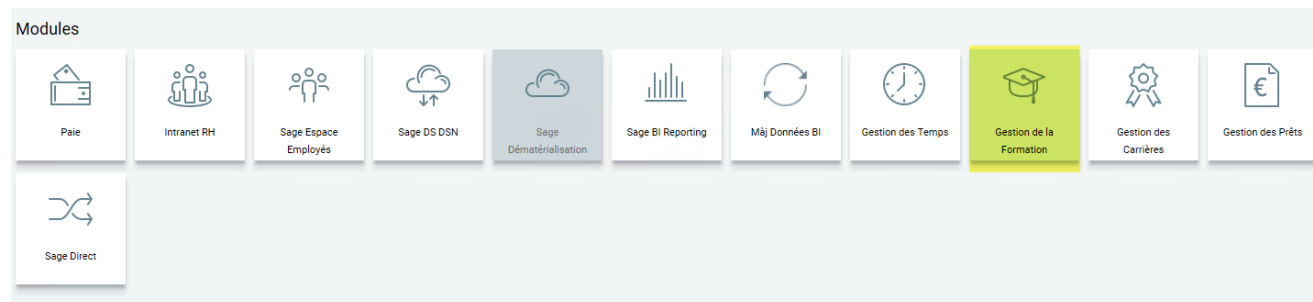 Modules
Paie
Intranet RH
Sage Espace
Employés
Sage DS DSN
Sage
Dématérialisation
Sage BI Reporting
Màj Données BI
Gestion des Temps
Gestion de la
Formation
Gestion des
Carrières
€
Gestion des Prêts
Sage Direct